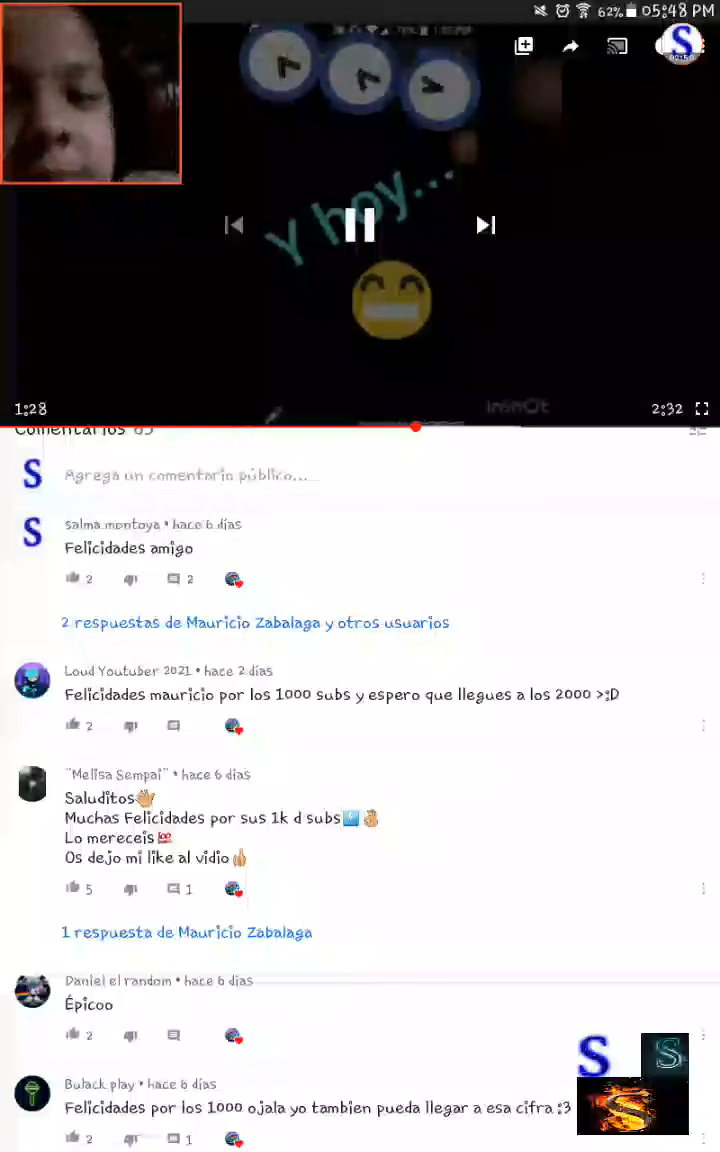 62% 05:48 PM
S
02:50
Y hoy...
1:28
InShOt
2:32
Comentarios 65
S Agrega un comentario público...
S salma montoya • hace 6 días
Felicidades amigo
2 2
2 respuestas de Mauricio Zabalaga y otros usuarios
Loud Youtuber 2021 • hace 2 días
Felicidades mauricio por los 1000 subs y espero que llegues a los 2000 >;D
2
"Melisa Sempai" • hace 6 días
Saluditos👋
Muchas Felicidades por sus 1k d subs
Lo mereceis💯
Os dejo mi like al vidio👍
5 1
1 respuesta de Mauricio Zabalaga
Daniel el random • hace 6 días
Épicoo
2
S S
Bulack play • hace 6 días
Felicidades por los 1000 ojala yo tambien pueda llegar a esa cifra :3
S
2 1